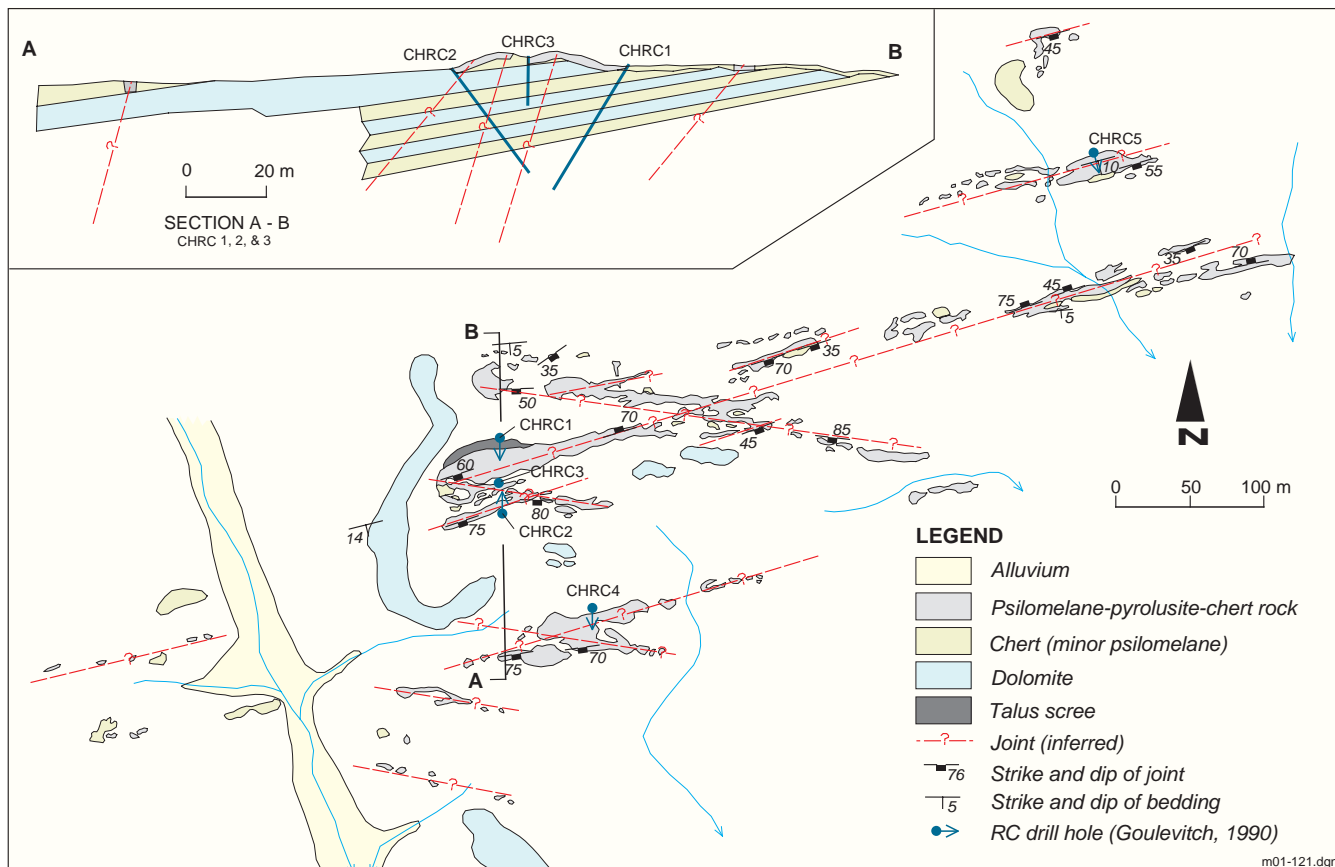 A
CHRC2
CHRC3
CHRC1
B
?
?
?
?
?
0 20 m
SECTION A - B
CHRC 1, 2, & 3
45
CHRC5
?
10
55
?
?
35
70
?
45
75
?
5
?
B
5
35
?
35
70
?
?
50
?
?
70
?
CHRC1
45
85
?
?
60
CHRC3
?
80
75
CHRC2
14
N
0 50 100 m
CHRC4
?
?
?
?
70
75
A
?
?
?
LEGEND
Alluvium
Psilomelane-pyrolusite-chert rock
Chert (minor psilomelane)
Dolomite
Talus scree
? Joint (inferred)
76 Strike and dip of joint
5 Strike and dip of bedding
RC drill hole (Goulevitch, 1990)
m01-121.dgn